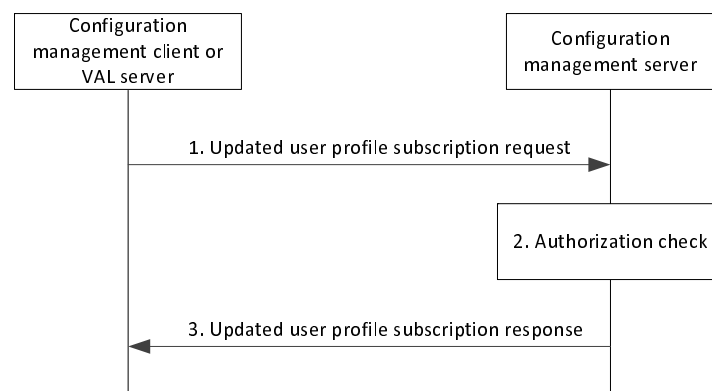 Configuration
management client or
VAL server
Configuration
management server
1. Updated user profile subscription request
2. Authorization check
3. Updated user profile subscription response